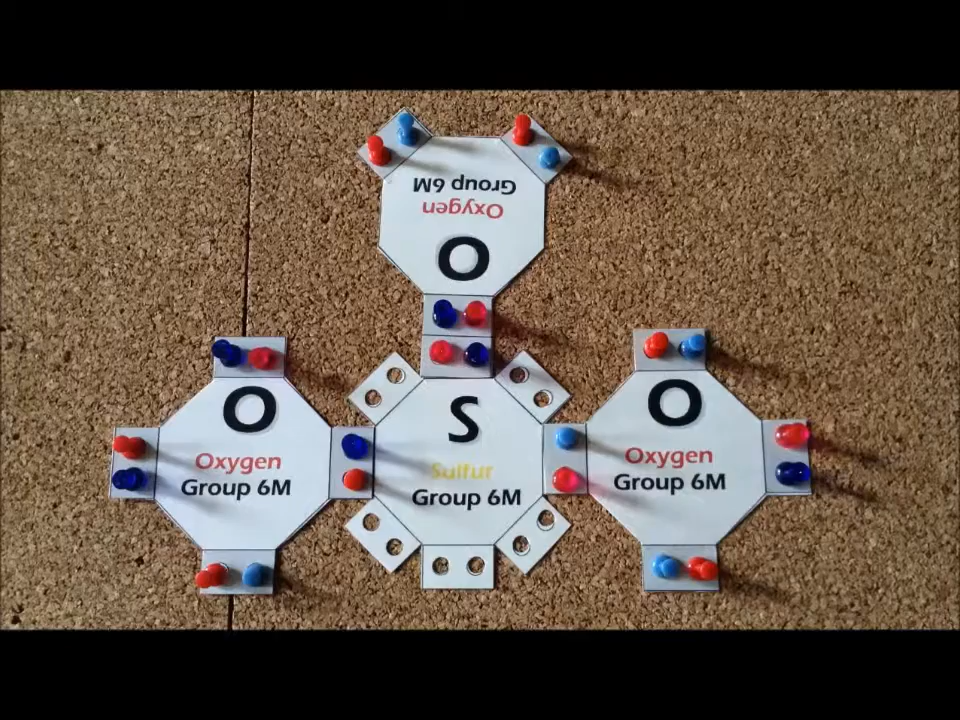 Group 6M
Oxygen
O
O
Oxygen
Group 6M
S
Sulfur
Group 6M
O
Oxygen
Group 6M